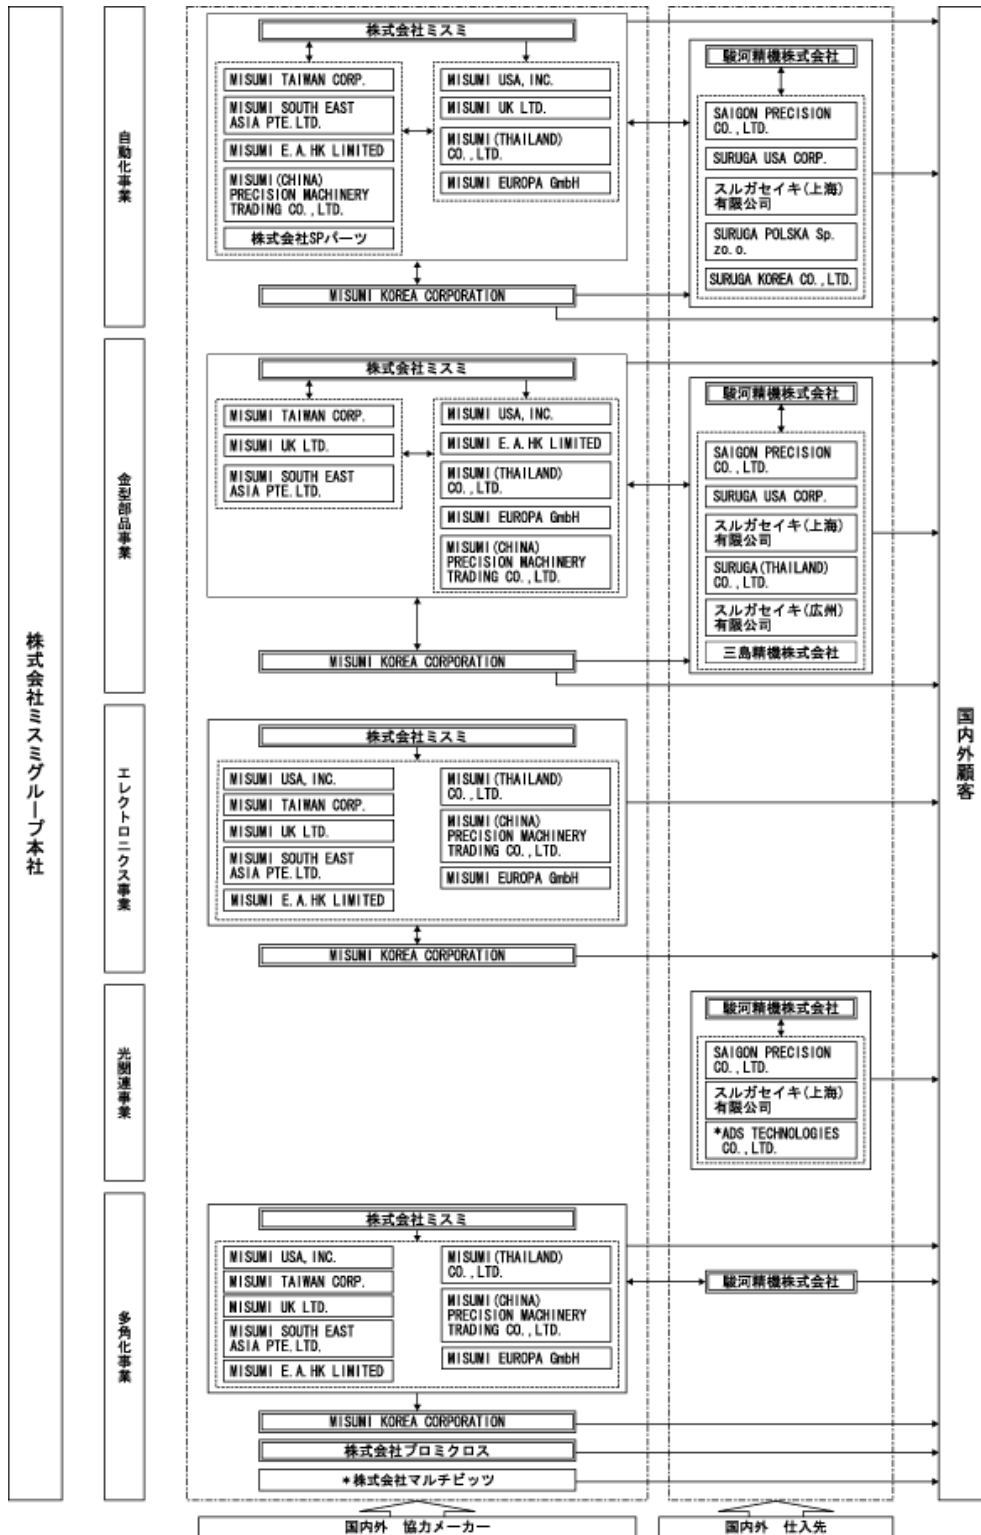 株式会社ミスミグループ本社
自動化事業
株式会社ミスミ
MISUMI TAIWAN CORP.
MISUMI SOUTH EAST
ASIA PTE.LTD.
MISUMI E.A.HK LIMITED
MISUMI(CHINA)
PRECISION MACHINERY
TRADING CO.,LTD.
株式会社SPパーツ
MISUMI USA,INC.
MISUMI UK LTD.
MISUMI(THAILAND)
CO.,LTD.
MISUMI EUROPA GmbH
MISUMI KOREA CORPORATION
駿河精機株式会社
SAIGON PRECISION
CO.,LTD.
SURUGA USA CORP.
スルガセイキ(上海)
有限公司
SURUGA POLSKA Sp.
zo.o.
SURUGA KOREA CO.,LTD.
金型部品事業
株式会社ミスミ
MISUMI TAIWAN CORP.
MISUMI UK LTD.
MISUMI SOUTH EAST
ASIA PTE.LTD.
MISUMI USA,INC.
MISUMI E.A.HK LIMITED
MISUMI(THAILAND)
CO.,LTD.
MISUMI EUROPA GmbH
MISUMI(CHINA)
PRECISION MACHINERY
TRADING CO.,LTD.
MISUMI KOREA CORPORATION
駿河精機株式会社
SAIGON PRECISION
CO.,LTD.
SURUGA USA CORP.
スルガセイキ(上海)
有限公司
SURUGA(THAILAND)
CO.,LTD.
スルガセイキ(広州)
有限公司
三島精機株式会社
エレクトロニクス事業
株式会社ミスミ
MISUMI USA,INC.
MISUMI TAIWAN CORP.
MISUMI UK LTD.
MISUMI SOUTH EAST
ASIA PTE.LTD.
MISUMI E.A.HK LIMITED
MISUMI(THAILAND)
CO.,LTD.
MISUMI(CHINA)
PRECISION MACHINERY
TRADING CO.,LTD.
MISUMI EUROPA GmbH
MISUMI KOREA CORPORATION
光関連事業
駿河精機株式会社
SAIGON PRECISION
CO.,LTD.
スルガセイキ(上海)
有限公司
*ADS TECHNOLOGIES
CO.,LTD.
多角化事業
株式会社ミスミ
MISUMI USA,INC.
MISUMI TAIWAN CORP.
MISUMI UK LTD.
MISUMI SOUTH EAST
ASIA PTE.LTD.
MISUMI E.A.HK LIMITED
MISUMI(THAILAND)
CO.,LTD.
MISUMI(CHINA)
PRECISION MACHINERY
TRADING CO.,LTD.
MISUMI EUROPA GmbH
駿河精機株式会社
MISUMI KOREA CORPORATION
株式会社プロミクロス
*株式会社マルチビッツ
国内外顧客
国内外 協力メーカー
国内外 仕入先